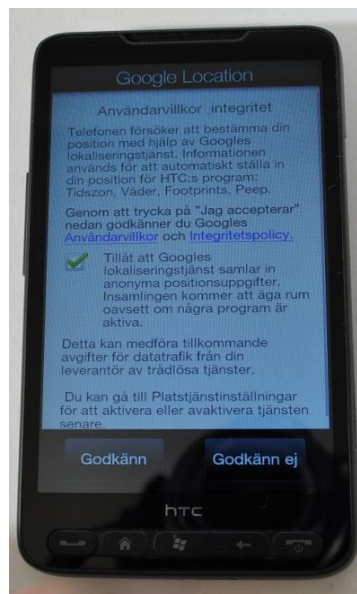 Google Location
Användarvillkor_integritet
Telefonen försöker att bestämma din
position med hjälp av Googles
lokaliseringstjänst. Informationen
används för att automatiskt ställa in
din position för HTC:s program:
Tidszon, Väder, Footprints, Peep.
Genom att trycka på "Jag accepterar"
nedan godkänner du Googles
Användarvillkor och Integritetspolicy.
Tillåt att Googles
lokaliseringstjänst samlar in
anonyma positionsuppgifter.
Insamlingen kommer att äga rum
oavsett om några program är
aktiva.
Detta kan medföra tillkommande
avgifter för datatrafik från din
leverantör av trådlösa tjänster.
Du kan gå till Platstjänstinställningar
för att aktivera eller avaktivera tjänsten
senare.
Godkänn Godkänn ej
hTC